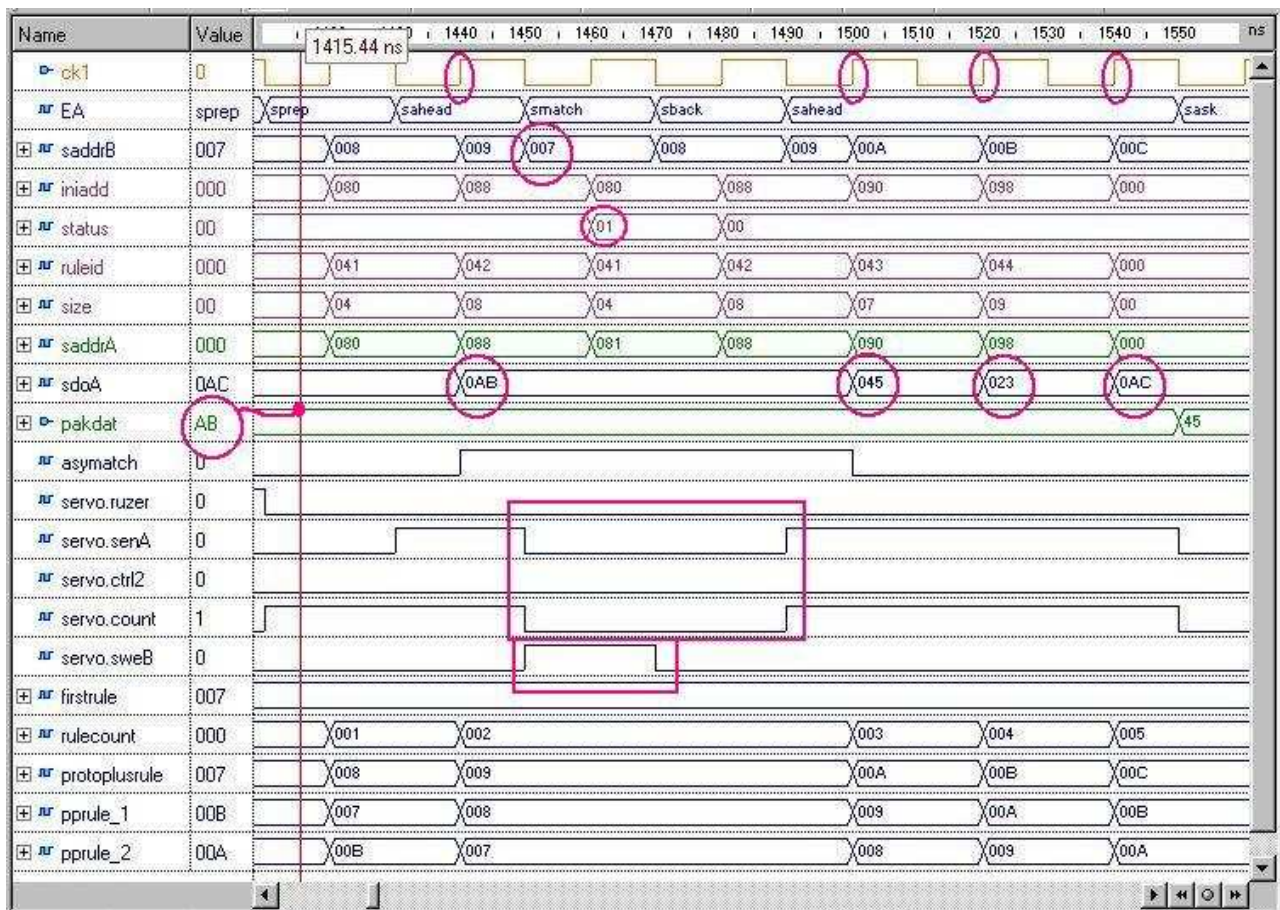 Name Value 1440 1450 1460 1470 1480 1490 1500 1510 1520 1530 1540 1550 ns
1415.44 ns
ck1 0
EA sprep sprep sahead smatch sback sahead sask
saddrB 007 008 009 007 008 009 00A 00B 00C
iniadd 000 080 088 080 088 090 098 000
status 00 01 00
ruleid 000 041 042 041 042 043 044 000
size 00 04 08 04 08 07 09 00
saddrA 000 080 088 081 088 090 098 000
sdoA 0AC 0AB 045 023 0AC
pakdat AB 45
asymatch 0
servo.ruzer 0
servo.senA 0
servo.ctrl2 0
servo.count 1
servo.sweB 0
firstrule 007
rulecount 000 001 002 003 004 005
protoplusrule 007 008 009 00A 00B 00C
pprule_1 00B 007 008 009 00A 00B
pprule_2 00A 00B 007 008 009 00A